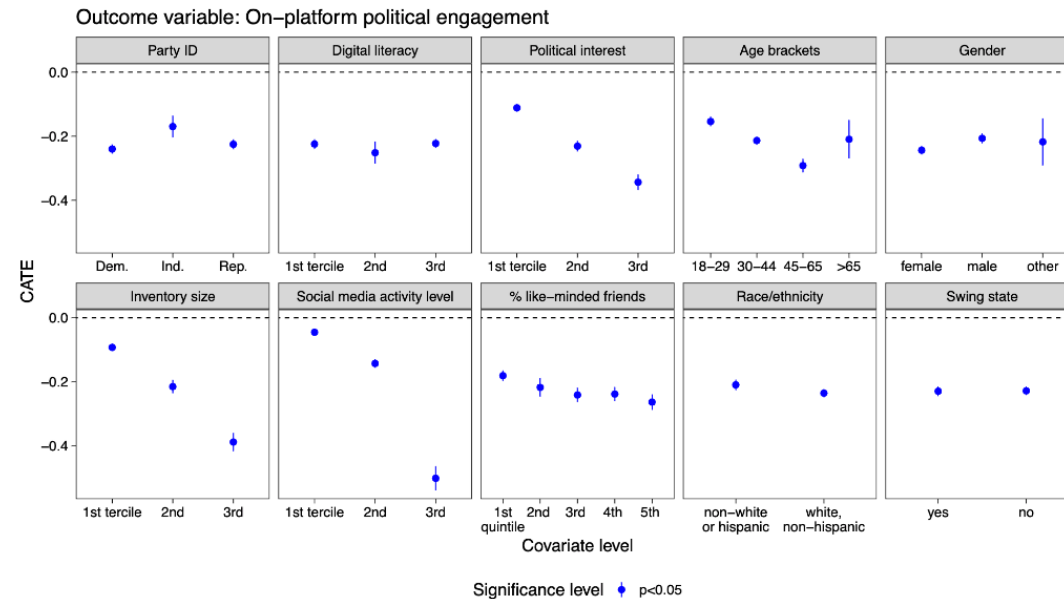 Outcome variable: On−platform political engagement
Party ID
Digital literacy
Political interest
Age brackets
Gender
0.0
−0.2
−0.4
Dem. Ind. Rep.
1st tercile 2nd 3rd
1st tercile 2nd 3rd
18−29 30−44 45−65 >65
female male other
CATE
Inventory size
Social media activity level
% like−minded friends
Race/ethnicity
Swing state
0.0
−0.2
−0.4
1st tercile 2nd 3rd
1st tercile 2nd 3rd
1st 2nd 3rd 4th 5th
quintile
non−white white,
or hispanic non−hispanic
yes no
Covariate level
Significance level p<0.05